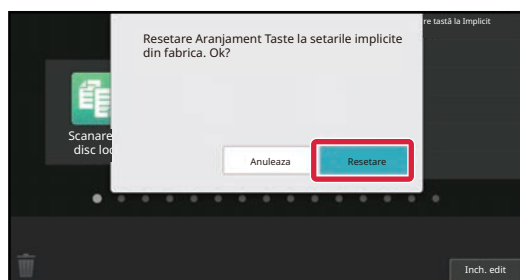 re tastă la Implicit
Resetare Aranjament Taste la setarile implicite
din fabrica. Ok?
Scanare
disc loc
Anuleaza
Resetare
Inch. edit